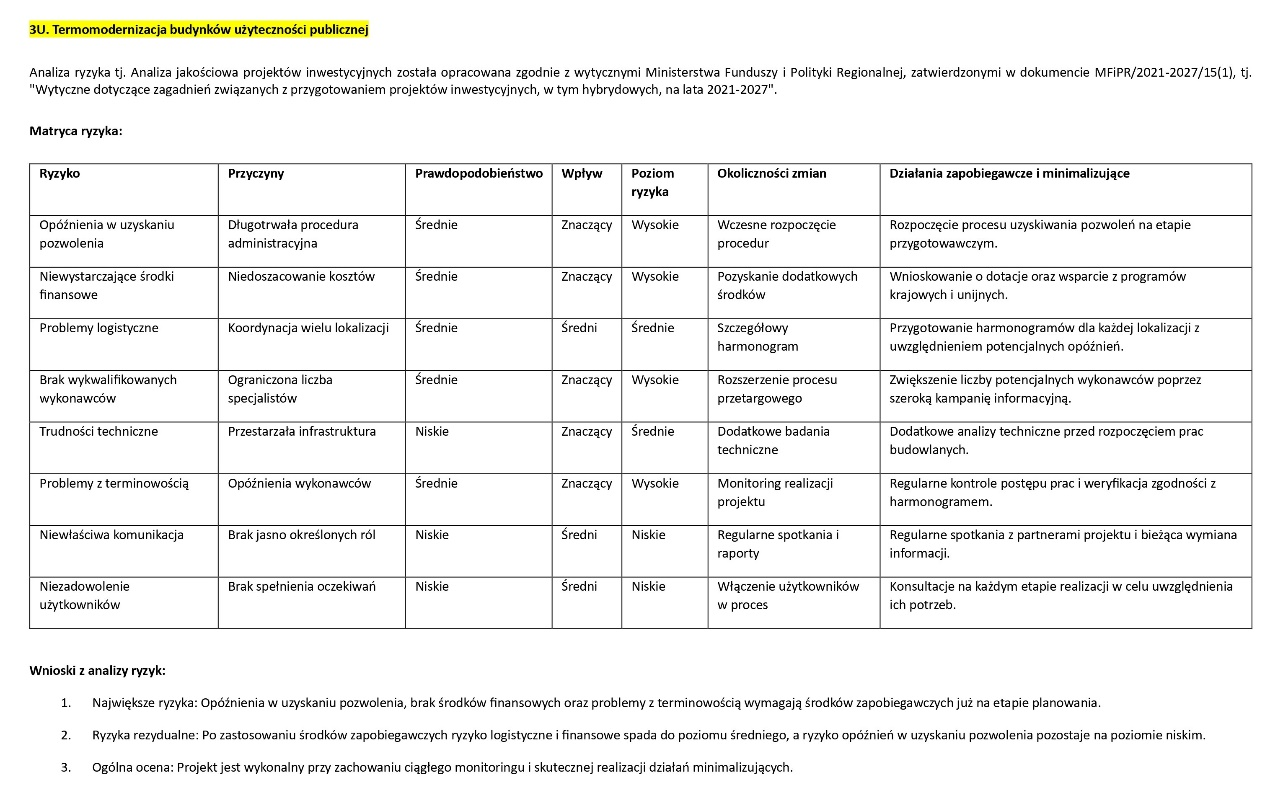 3U. Termomodernizacja budynków użyteczności publicznej
Analiza ryzyka tj. Analiza jakościowa projektów inwestycyjnych została opracowana zgodnie z wytycznymi Ministerstwa Funduszy i Polityki Regionalnej, zatwierdzonymi w dokumencie MFiPR/2021-2027/15(1), tj.
"Wytyczne dotyczące zagadnień związanych z przygotowaniem projektów inwestycyjnych, w tym hybrydowych, na lata 2021-2027".
Matryca ryzyka:
Ryzyko Przyczyny Prawdopodobieństwo Wpływ Poziom Okoliczności zmian Działania zapobiegawcze i minimalizujące
ryzyka
Opóźnienia w uzyskaniu Długotrwała procedura Średnie Znaczący Wysokie Wczesne rozpoczęcie Rozpoczęcie procesu uzyskiwania pozwoleń na etapie
pozwolenia administracyjna procedur przygotowawczym.
Niewystarczające środki Niedoszacowanie kosztów Średnie Znaczący Wysokie Pozyskanie dodatkowych Wnioskowanie o dotacje oraz wsparcie z programów
finansowe środków krajowych i unijnych.
Problemy logistyczne Koordynacja wielu lokalizacji Średnie Średni Średnie Szczegółowy Przygotowanie harmonogramów dla każdej lokalizacji z
harmonogram uwzględnieniem potencjalnych opóźnień.
Brak wykwalifikowanych Ograniczona liczba Średnie Znaczący Wysokie Rozszerzenie procesu Zwiększenie liczby potencjalnych wykonawców poprzez
wykonawców specjalistów przetargowego szeroką kampanię informacyjną.
Trudności techniczne Przestarzała infrastruktura Niskie Znaczący Średnie Dodatkowe badania Dodatkowe analizy techniczne przed rozpoczęciem prac
techniczne budowlanych.
Problemy z terminowością Opóźnienia wykonawców Średnie Znaczący Wysokie Monitoring realizacji Regularne kontrole postępu prac i weryfikacja zgodności z
projektu harmonogramem.
Niewłaściwa komunikacja Brak jasno określonych ról Niskie Średni Niskie Regularne spotkania i Regularne spotkania z partnerami projektu i bieżąca wymiana
raporty informacji.
Niezadowolenie Brak spełnienia oczekiwań Niskie Średni Niskie Włączenie użytkowników Konsultacje na każdym etapie realizacji w celu uwzględnienia
użytkowników w proces ich potrzeb.
Wnioski z analizy ryzyk:
1. Największe ryzyka: Opóźnienia w uzyskaniu pozwolenia, brak środków finansowych oraz problemy z terminowością wymagają środków zapobiegawczych już na etapie planowania.
2. Ryzyka rezydualne: Po zastosowaniu środków zapobiegawczych ryzyko logistyczne i finansowe spada do poziomu średniego, a ryzyko opóźnień w uzyskaniu pozwolenia pozostaje na poziomie niskim.
3. Ogólna ocena: Projekt jest wykonalny przy zachowaniu ciągłego monitoringu i skutecznej realizacji działań minimalizujących.